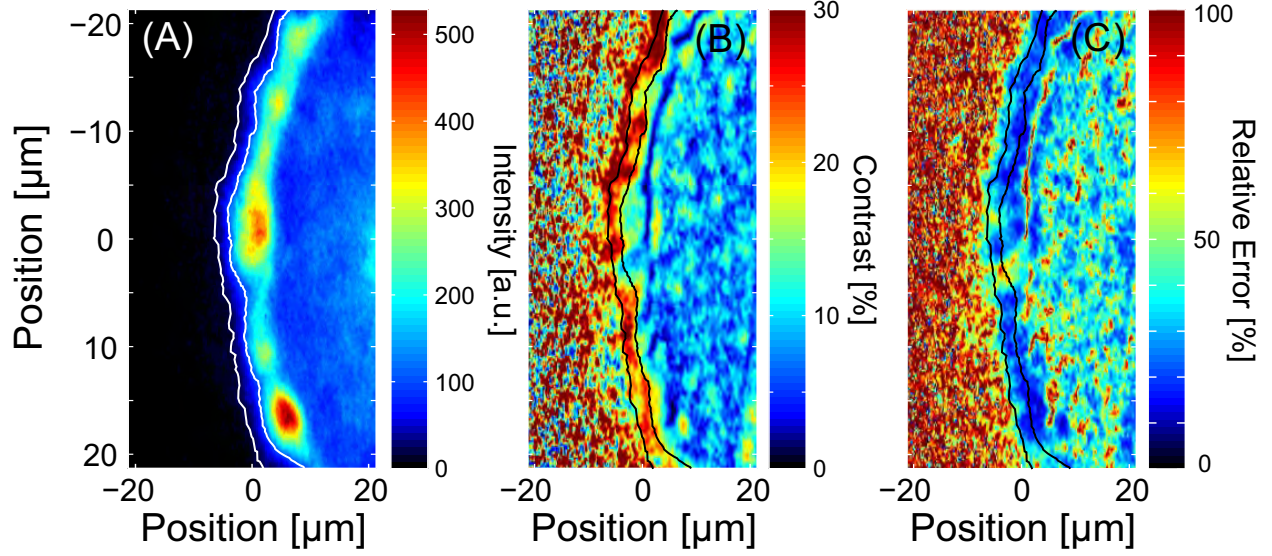 (A)
−20
−10
0
10
20
Position [µm]
−20 0 20
Position [µm]
500
400
300
200
100
0
Intensity [a.u.]
(B)
−20 0 20
Position [µm]
30
20
10
0
Contrast [%]
(C)
−20 0 20
Position [µm]
100
50
0
Relative Error [%]